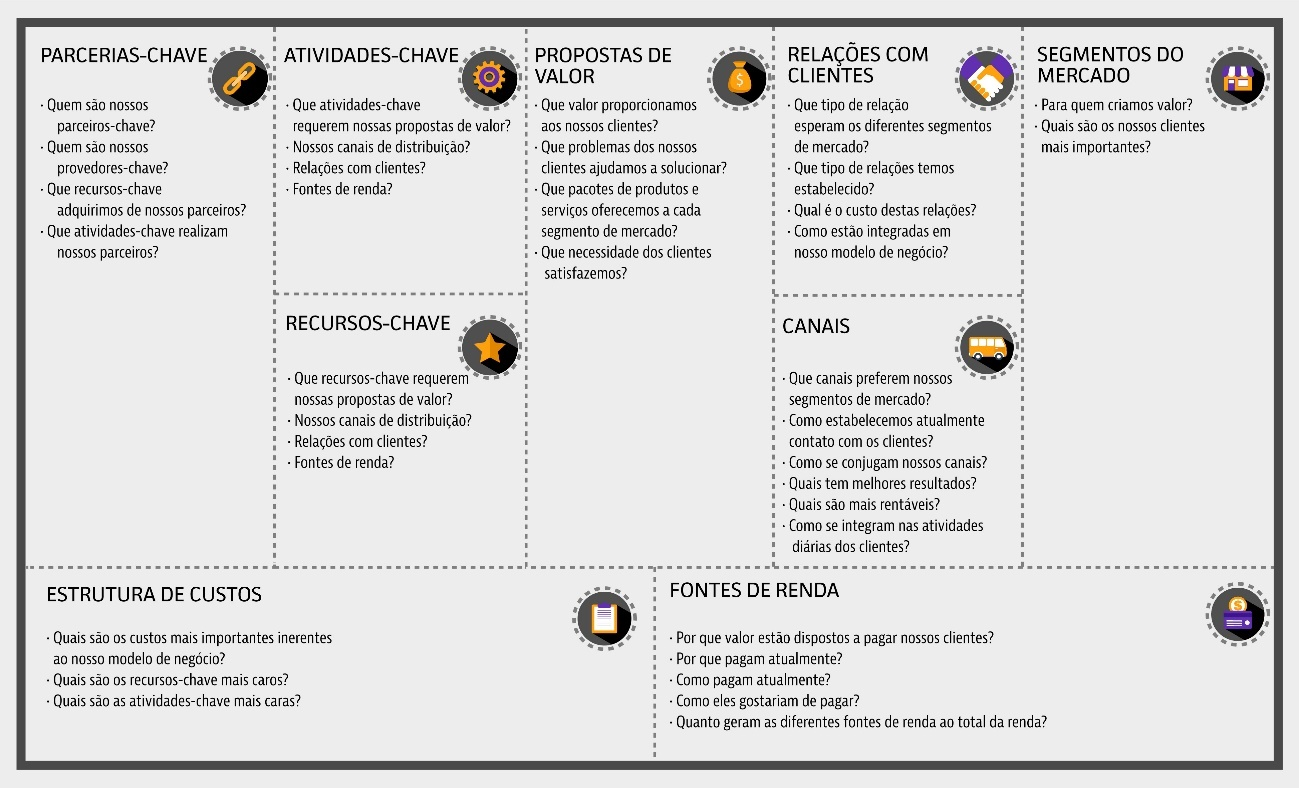 PARCERIAS-CHAVE
· Quem são nossos
parceiros-chave?
· Quem são nossos
provedores-chave?
· Que recursos-chave
adquirimos de nossos parceiros?
· Que atividades-chave realizam
nossos parceiros?
ATIVIDADES-CHAVE
· Que atividades-chave
requerem nossas propostas de valor?
· Nossos canais de distribuição?
· Relações com clientes?
· Fontes de renda?
RECURSOS-CHAVE
· Que recursos-chave requerem
nossas propostas de valor?
· Nossos canais de distribuição?
· Relações com clientes?
· Fontes de renda?
PROPOSTAS DE
VALOR
· Que valor proporcionamos
aos nossos clientes?
· Que problemas dos nossos
clientes ajudamos a solucionar?
· Que pacotes de produtos e
serviços oferecemos a cada
segmento de mercado?
· Que necessidade dos clientes
satisfazemos?
RELAÇÕES COM
CLIENTES
· Que tipo de relação
esperam os diferentes segmentos
de mercado?
· Que tipo de relações temos
estabelecido?
· Qual é o custo destas relações?
· Como estão integradas em
nosso modelo de negócio?
CANAIS
· Que canais preferem nossos
segmentos de mercado?
· Como estabelecemos atualmente
contato com os clientes?
· Como se conjugam nossos canais?
· Quais tem melhores resultados?
· Quais são mais rentáveis?
· Como se integram nas atividades
diárias dos clientes?
SEGMENTOS DO
MERCADO
· Para quem criamos valor?
· Quais são os nossos clientes
mais importantes?
ESTRUTURA DE CUSTOS
· Quais são os custos mais importantes inerentes
ao nosso modelo de negócio?
· Quais são os recursos-chave mais caros?
· Quais são as atividades-chave mais caras?
FONTES DE RENDA
· Por que valor estão dispostos a pagar nossos clientes?
· Por que pagam atualmente?
· Como pagam atualmente?
· Como eles gostariam de pagar?
· Quanto geram as diferentes fontes de renda ao total da renda?